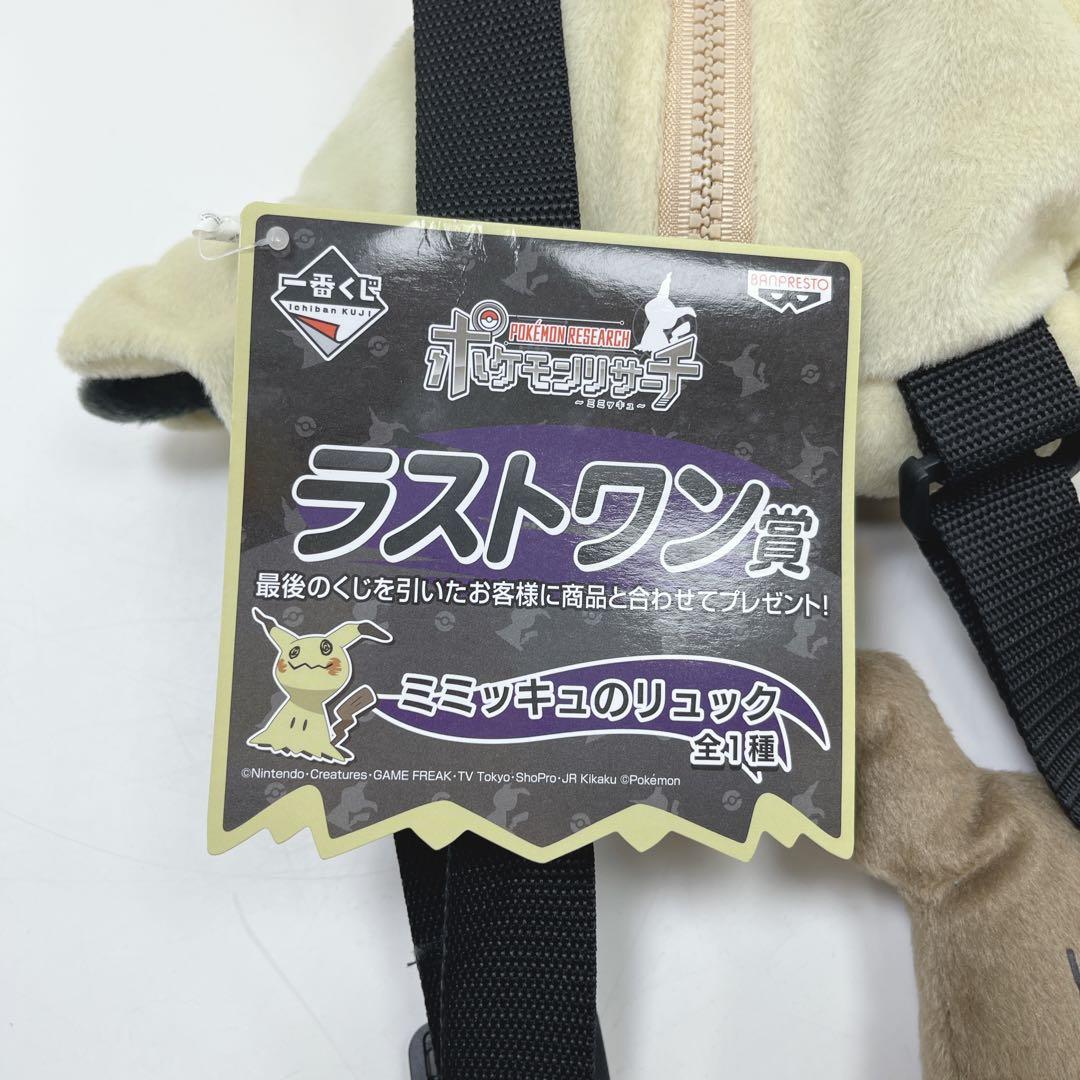 一番くじ
Ichiban KUJI
BANPRESTO
POKÉMON RESEARCH
ポケモンリサーチ
～ミミッキュ～
ラストワン賞
最後のくじを引いたお客様に商品と合わせてプレゼント!
ミミッキュのリュック
全1種
©Nintendo・Creatures・GAME FREAK・TV Tokyo・ShoPro・JR Kikaku ©Pokémon